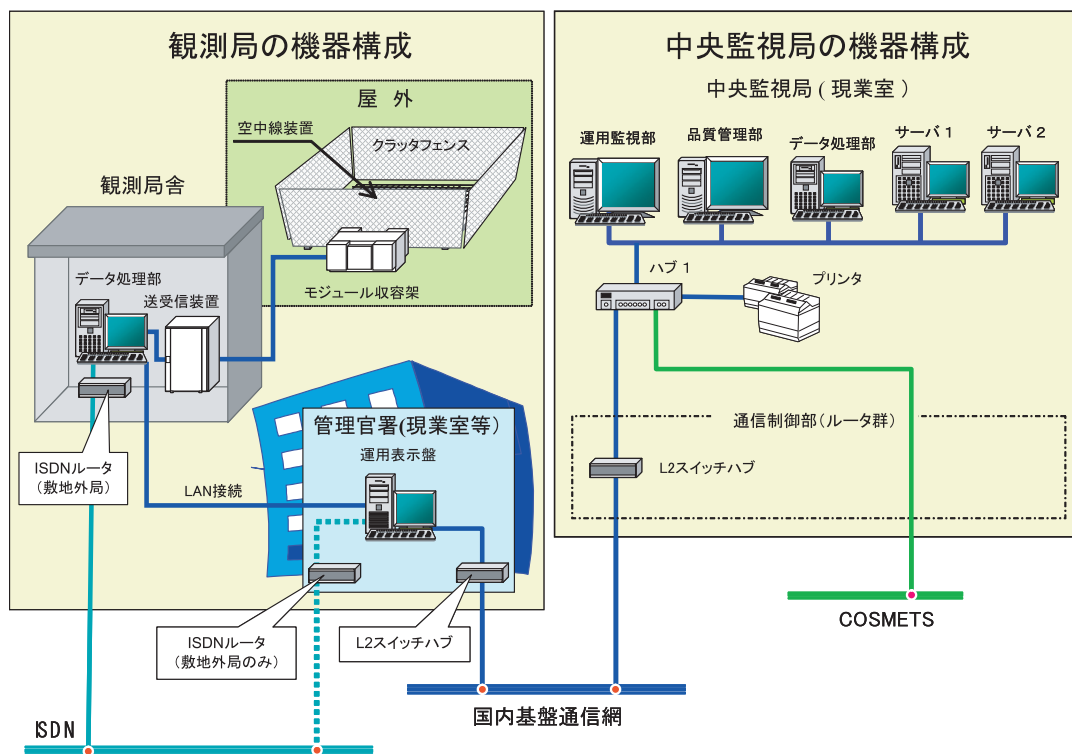 観測局の機器構成
屋 外
空中線装置
クラッタフェンス
観測局舎
データ処理部
送受信装置
モジュール収容架
管理官署(現業室等)
運用表示盤
ISDNルータ
(敷地外局)
LAN接続
ISDNルータ
(敷地外局のみ)
L2スイッチハブ
ISDN
国内基盤通信網
中央監視局の機器構成
中央監視局 ( 現業室 )
運用監視部
品質管理部
データ処理部
サーバ 1
サーバ 2
ハブ 1
プリンタ
通信制御部(ルータ群)
L2スイッチハブ
COSMETS